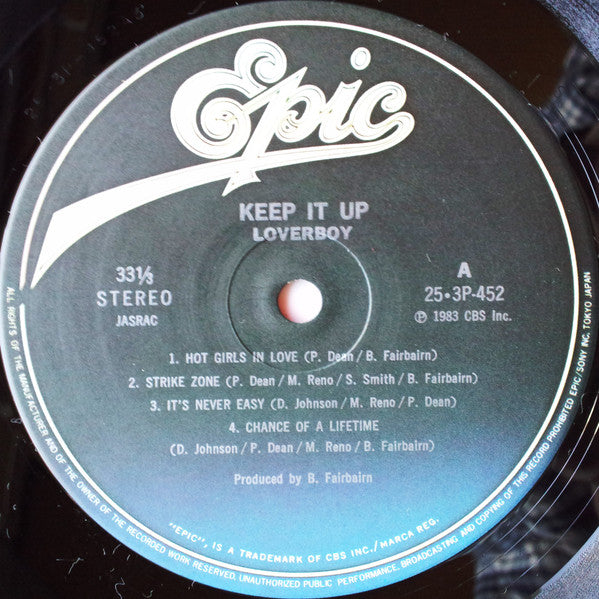 Epic
KEEP IT UP
LOVERBOY
33⅓
STEREO
JASRAC
A
25•3P-452
Ⓟ 1983 CBS Inc.
1. HOT GIRLS IN LOVE (P. Dean/B. Fairbairn)
2. STRIKE ZONE (P. Dean/M. Reno/S. Smith/B. Fairbairn)
3. IT'S NEVER EASY (D. Johnson/M. Reno/P. Dean)
4. CHANCE OF A LIFETIME
(D. Johnson/P. Dean/M. Reno/B. Fairbairn)
Produced by B. Fairbairn
"EPIC", IS A TRADEMARK OF CBS INC./MARCA REG.
ALL RIGHTS OF THE MANUFACTURER AND OF THE OWNER OF THE RECORDED WORK RESERVED. UNAUTHORIZED PUBLIC PERFORMANCE, BROADCASTING AND COPYING OF THIS RECORD PROHIBITED EPIC/SONY INC. TOKYO JAPAN